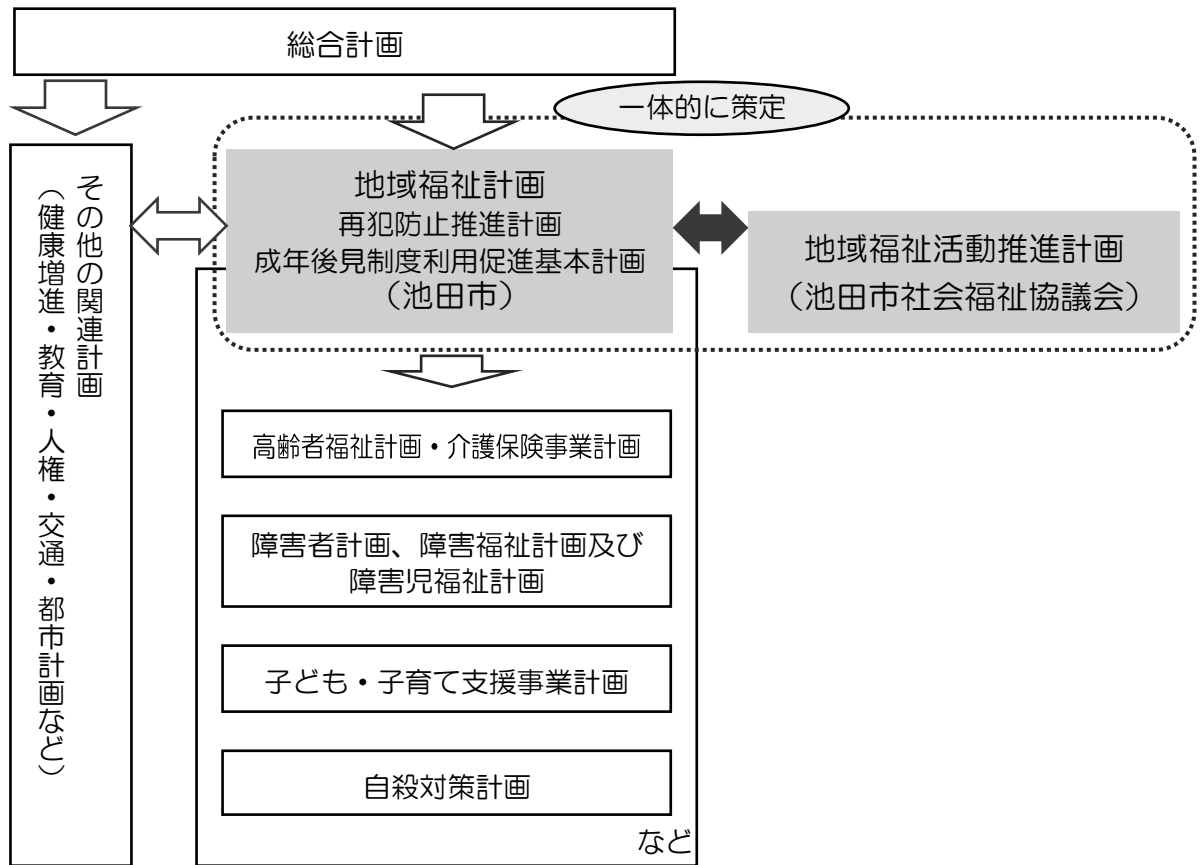 総合計画
一体的に策定
その他の関連計画
（健康増進・教育・人権・交通・都市計画など）
地域福祉計画
再犯防止推進計画
成年後見制度利用促進基本計画
（池田市）
地域福祉活動推進計画
（池田市社会福祉協議会）
高齢者福祉計画・介護保険事業計画
障害者計画、障害福祉計画及び
障害児福祉計画
子ども・子育て支援事業計画
自殺対策計画
など